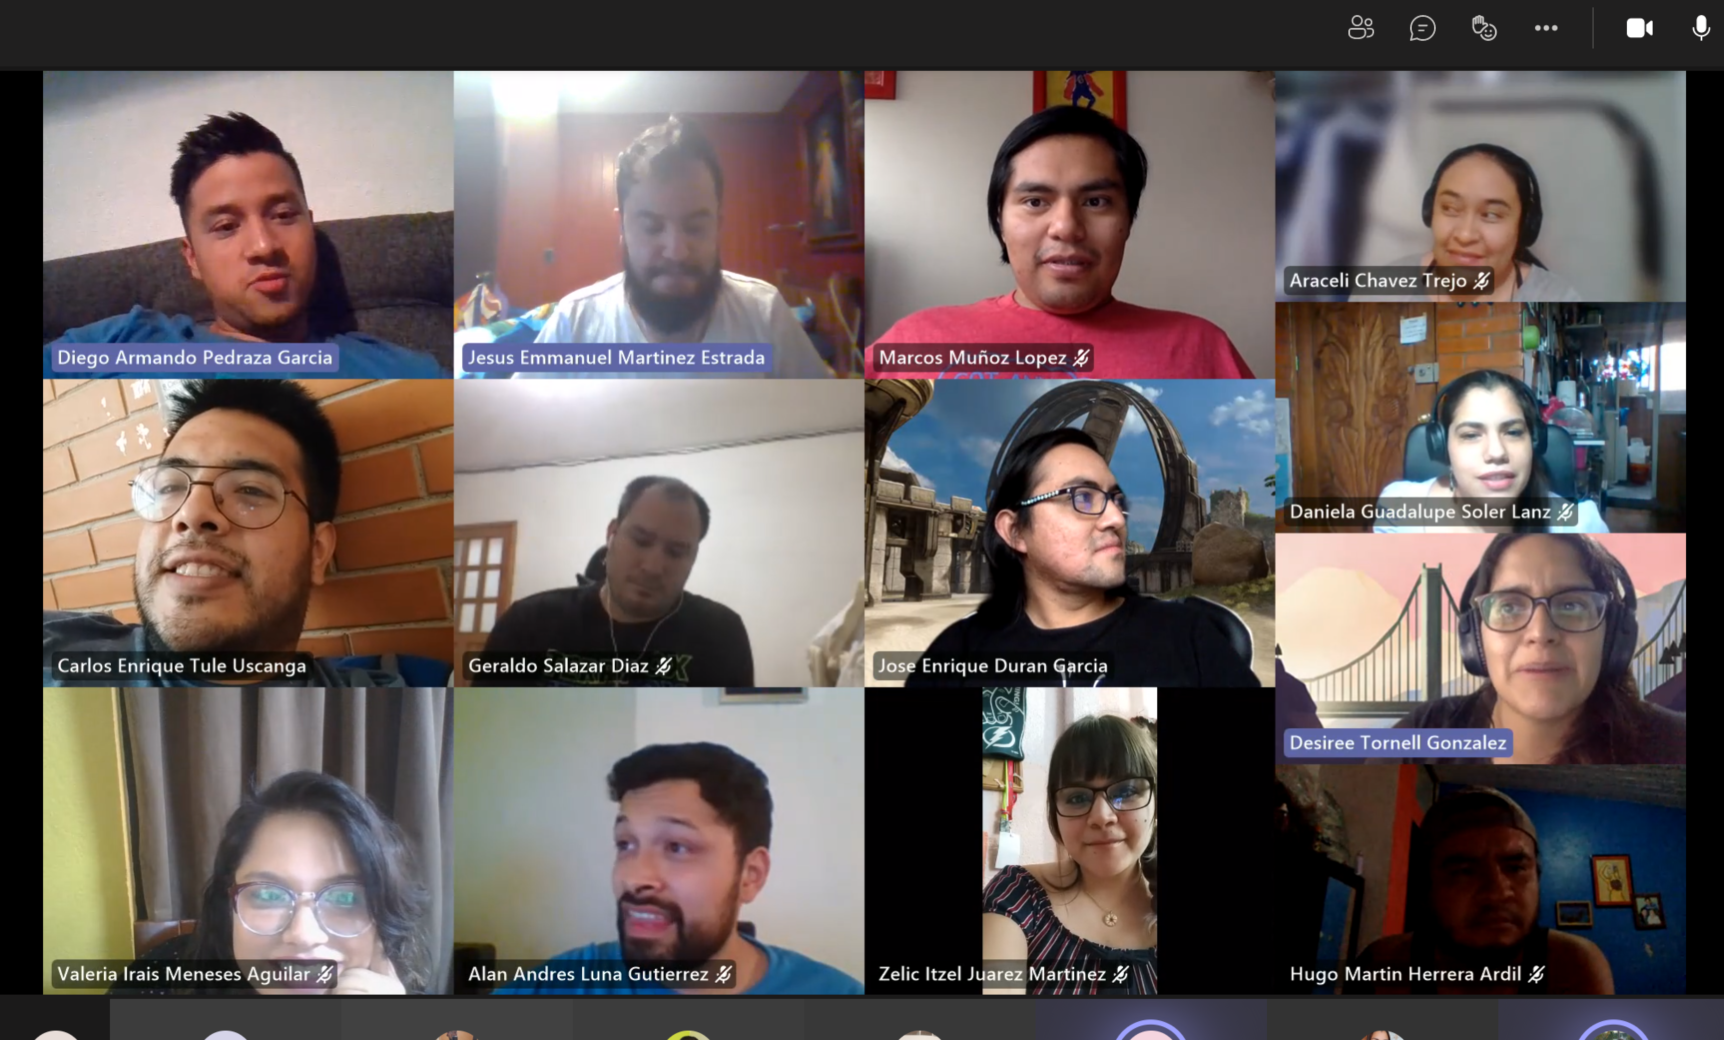 Diego Armando Pedraza Garcia
Jesus Emmanuel Martinez Estrada
Marcos Muñoz Lopez
Araceli Chavez Trejo
Daniela Guadalupe Soler Lanz
Carlos Enrique Tule Uscanga
Geraldo Salazar Diaz
Jose Enrique Duran Garcia
Desiree Tornell Gonzalez
Valeria Irais Meneses Aguilar
Alan Andres Luna Gutierrez
Zelic Itzel Juarez Martinez
Hugo Martin Herrera Ardil